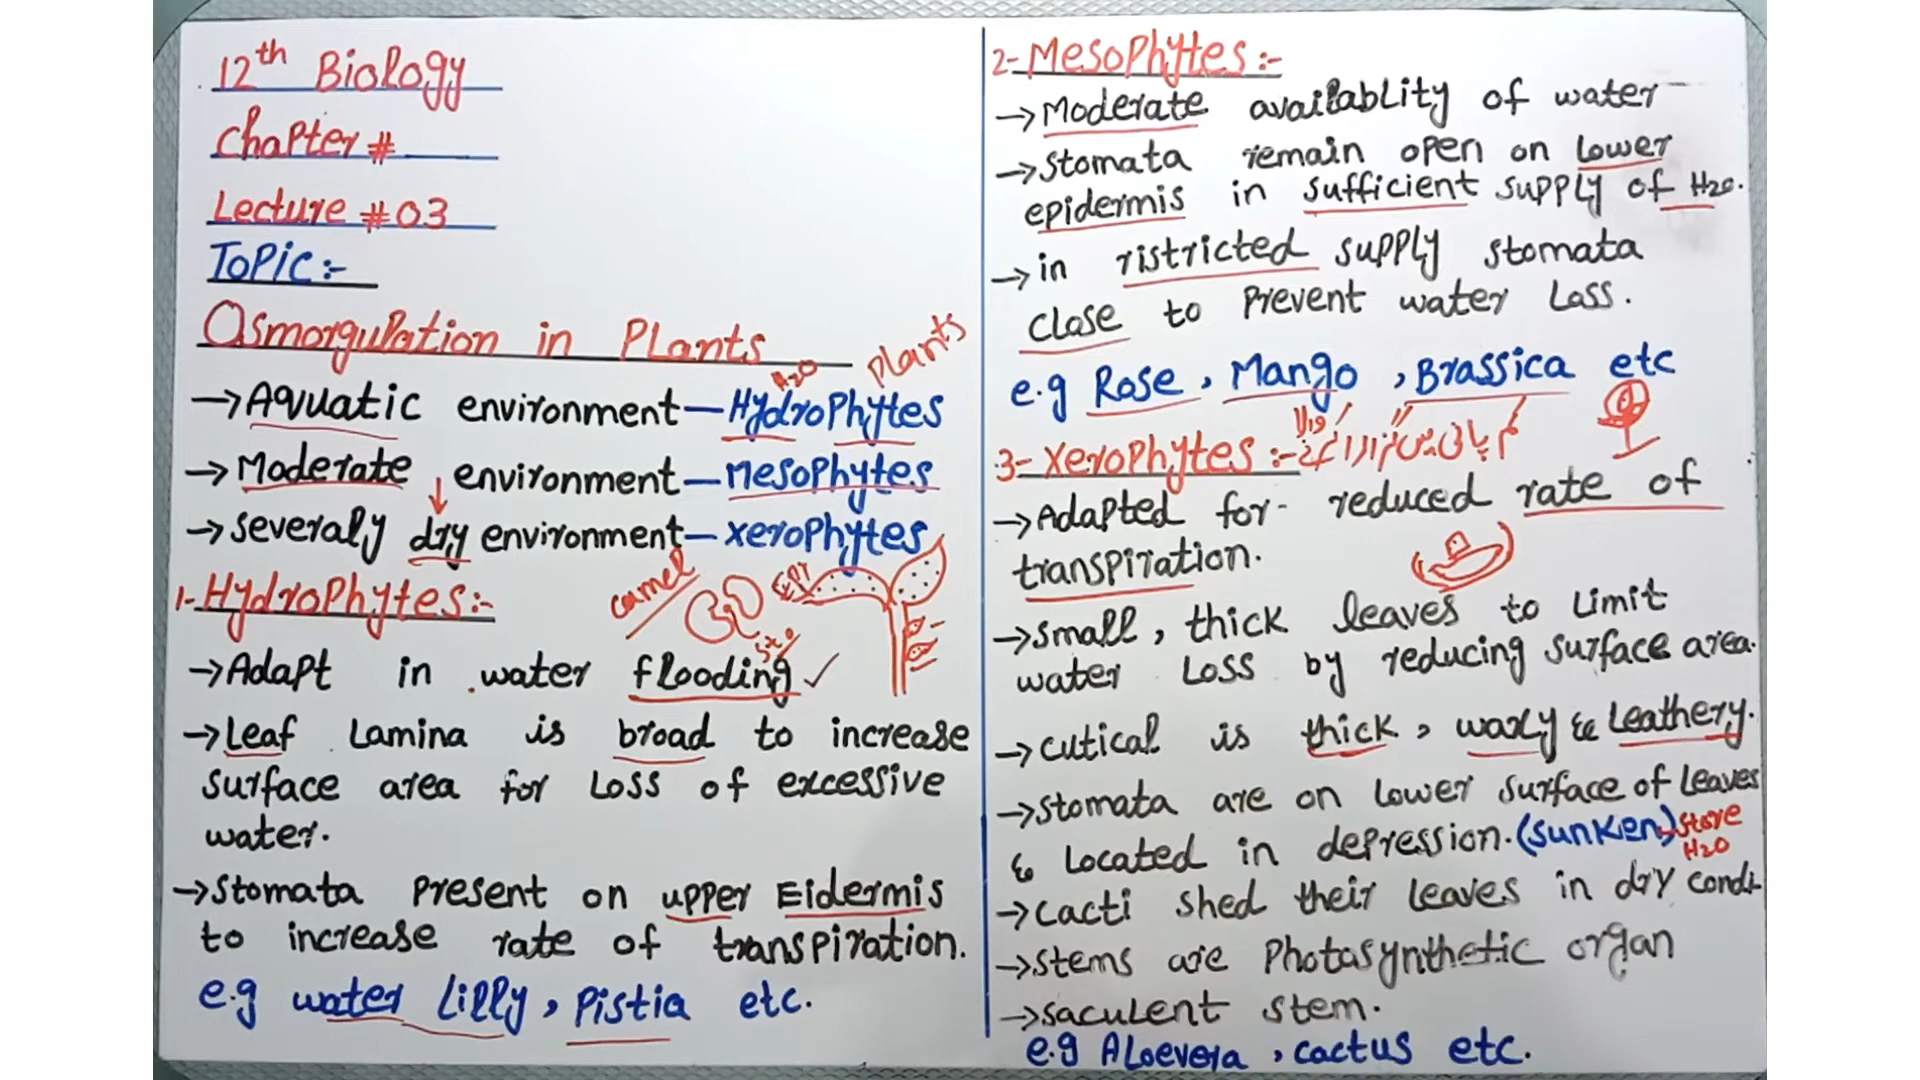 12th Biology
Chapter #
Lecture #03
Topic:-
Osmorgulation in Plants
→Aquatic environment—Hydrophytes
H2O
Plants
→Moderate environment—Mesophytes
→severaly dry environment—xerophytes
camel
EPI
1-Hydrophytes:-
→Adapt in water flooding ✓
→Leaf Lamina is broad to increase
surface area for Loss of excessive
water.
→Stomata Present on upper Eidermis
to increase rate of transpiration.
e.g water Lilly, Pistia etc.
2-Mesophytes:-
→Moderate availablity of water
→Stomata remain open on Lower
epidermis in sufficient supply of H2O.
→in ristricted supply stomata
close to Prevent water Loss.
e.g Rose, Mango, Brassica etc
3-Xerophytes:-
→Adapted for reduced rate of
transpiration.
→small, thick leaves to Limit
water Loss by reducing surface area.
→cutical is thick, waxly & Leathery.
→stomata are on Lower surface of Leaves
& Located in depression. (sunken)
store
H2O
→cacti shed their leaves in dry condi
→stems are Photosynthetic organ
→saculent stem.
e.g Aloevera, cactus etc.